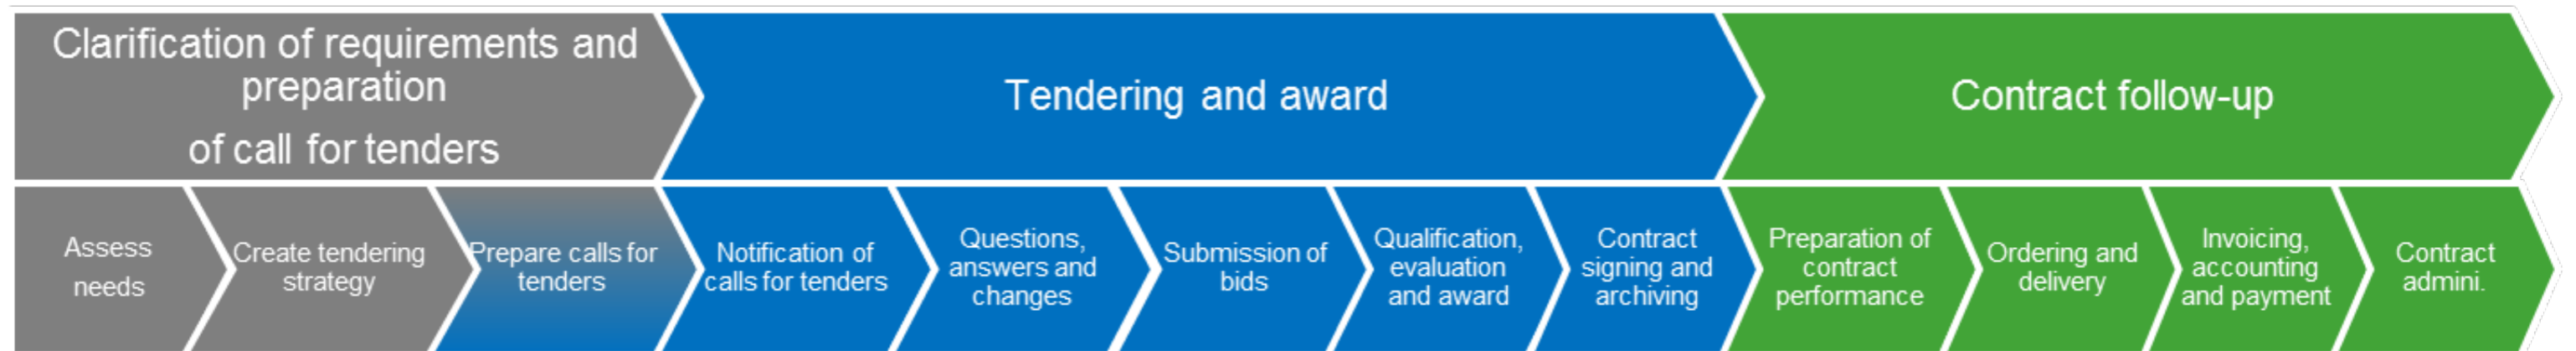 Clarification of requirements and
preparation
of call for tenders
Tendering and award
Contract follow-up
Assess
needs
Create tendering
strategy
Prepare calls for
tenders
Notification of
calls for tenders
Questions,
answers and
changes
Submission of
bids
Qualification,
evaluation
and award
Contract
signing and
archiving
Preparation of
contract
performance
Ordering and
delivery
Invoicing,
accounting
and payment
Contract
admini.